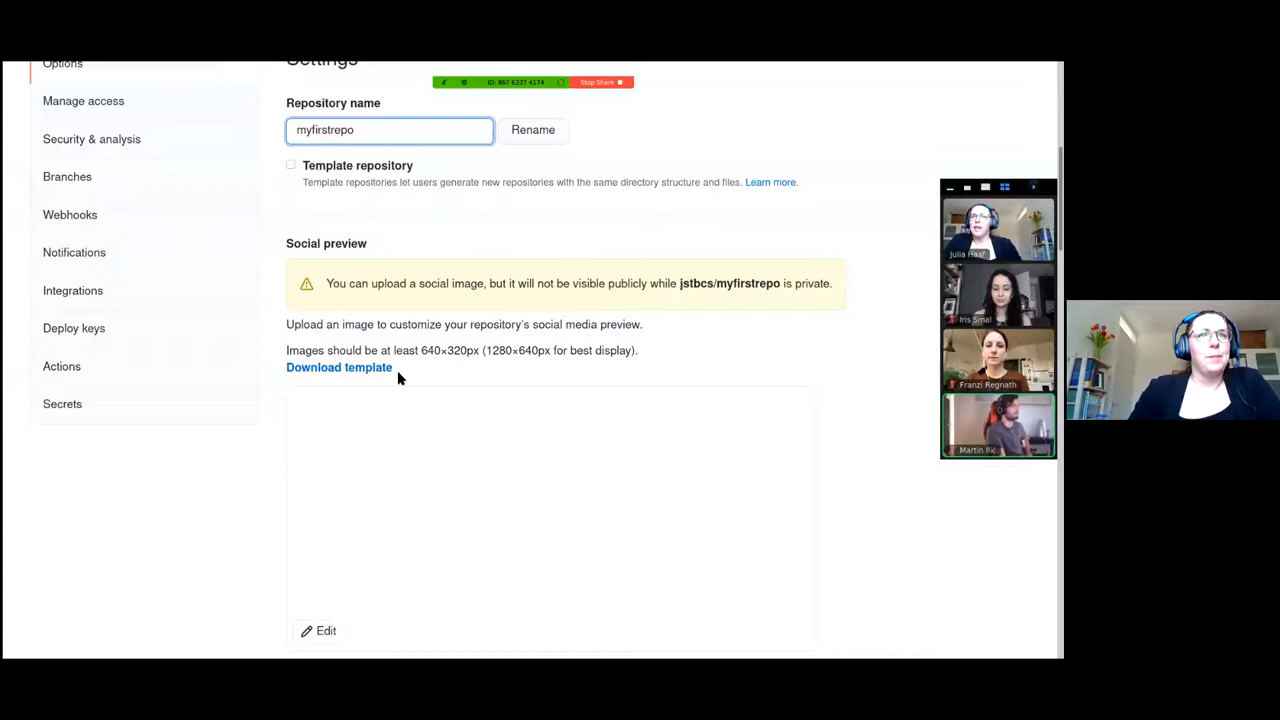 Options
Settings
ID: 867 6337 4174
Stop Share
Manage access
Repository name
myfirstrepo
Rename
Security & analysis
Template repository
Template repositories let users generate new repositories with the same directory structure and files. Learn more.
Branches
Webhooks
Social preview
Notifications
You can upload a social image, but it will not be visible publicly while jstbcs/myfirstrepo is private.
Integrations
Upload an image to customize your repository's social media preview.
Deploy keys
Images should be at least 640×320px (1280×640px for best display).
Download template
Actions
Secrets
Edit
Julia Haaf
Iris Smal
Franzi Regnath
Martin Ilić